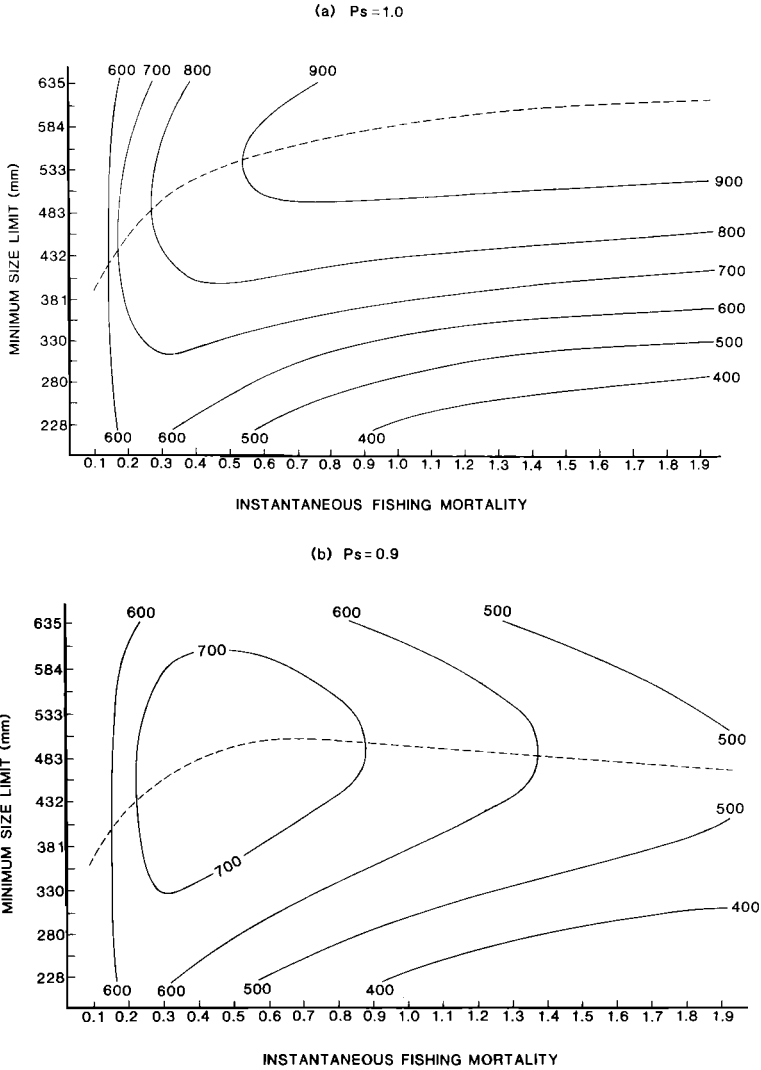 (a) Ps = 1.0
600 700 800 900
635
584
533
483
432
381
330
280
228
MINIMUM SIZE LIMIT (mm)
900
800
700
600
500
400
600 600 500 400
0.1 0.2 0.3 0.4 0.5 0.6 0.7 0.8 0.9 1.0 1.1 1.2 1.3 1.4 1.5 1.6 1.7 1.8 1.9
INSTANTANEOUS FISHING MORTALITY
(b) Ps = 0.9
600 600 500
700
635
584
533
483
432
381
330
280
228
MINIMUM SIZE LIMIT (mm)
500
500
700
400
600 600 500 400
0.1 0.2 0.3 0.4 0.5 0.6 0.7 0.8 0.9 1.0 1.1 1.2 1.3 1.4 1.5 1.6 1.7 1.8 1.9
INSTANTANEOUS FISHING MORTALITY